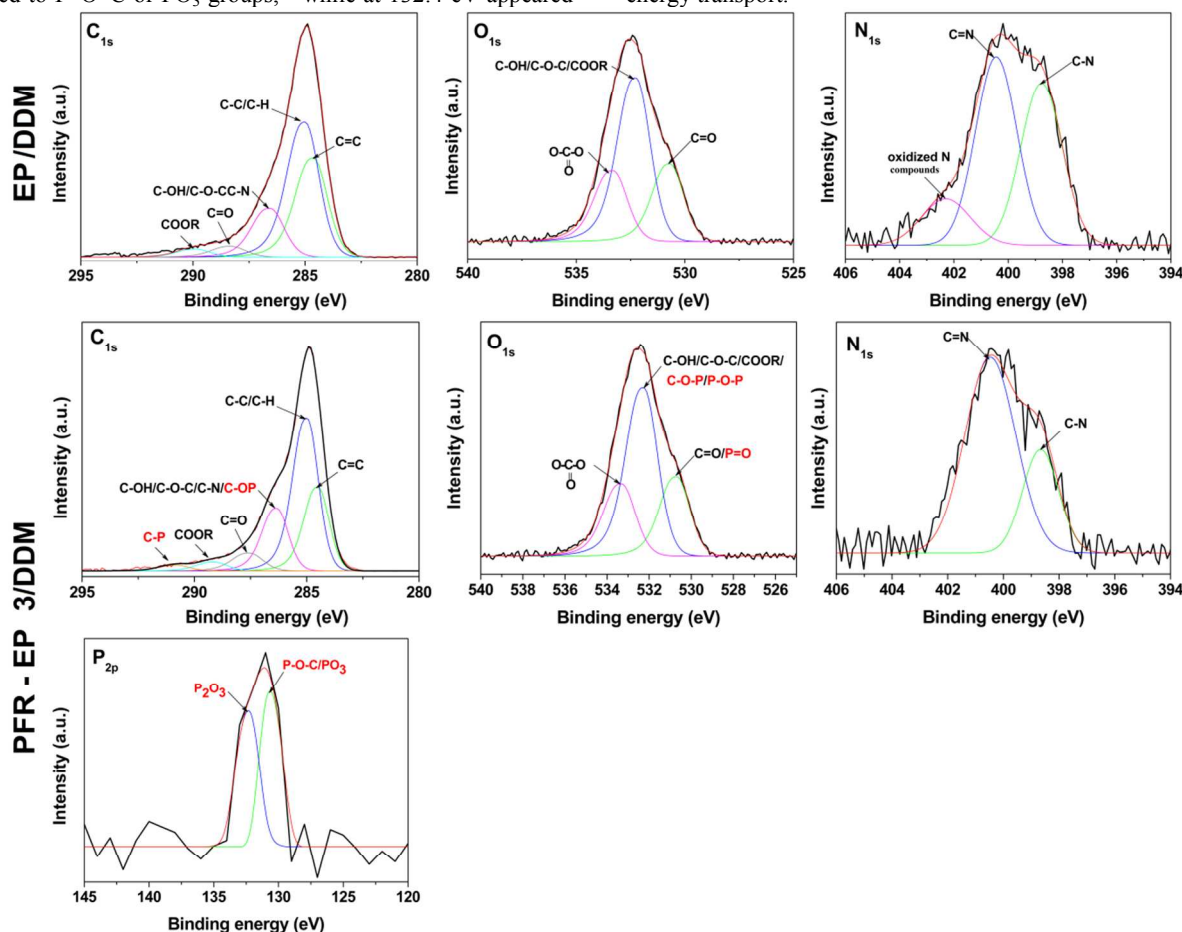 ed to P–O–C or PO3 groups, while at 132.4 eV appeared energy transport.
EP/DDM
C1s
C-C/C-H
C=C
C-OH/C-O-CC-N
C=O
COOR
Intensity (a.u.)
295 290 285 280
Binding energy (eV)
O1s
C-OH/C-O-C/COOR
O-C-O
O
C=O
Intensity (a.u.)
540 535 530 525
Binding energy (eV)
N1s
C=N
C-N
oxidized N
compounds
Intensity (a.u.)
406 404 402 400 398 396 394
Binding energy (eV)
PFR - EP 3/DDM
C1s
C-C/C-H
C=C
C-OH/C-O-C/C-N/C-OP
C=O
COOR
C-P
Intensity (a.u.)
295 290 285 280
Binding energy (eV)
O1s
C-OH/C-O-C/COOR/
C-O-P/P-O-P
O-C-O
O
C=O/P=O
Intensity (a.u.)
540 538 536 534 532 530 528 526
Binding energy (eV)
N1s
C=N
C-N
Intensity (a.u.)
406 404 402 400 398 396 394
Binding energy (eV)
P2p
P-O-C/PO3
P2O3
Intensity (a.u.)
145 140 135 130 125 120
Binding energy (eV)